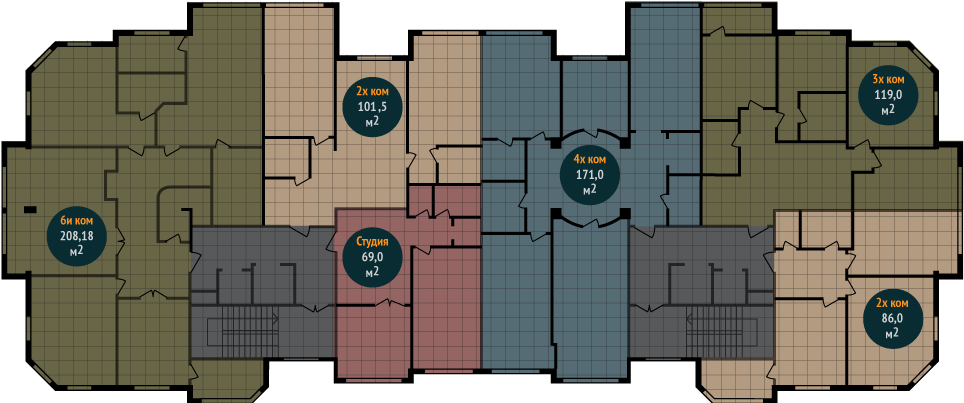 2х ком
101,5
м2
3х ком
119,0
м2
4х ком
171,0
м2
6и ком
208,18
м2
Студия
69,0
м2
2х ком
86,0
м2